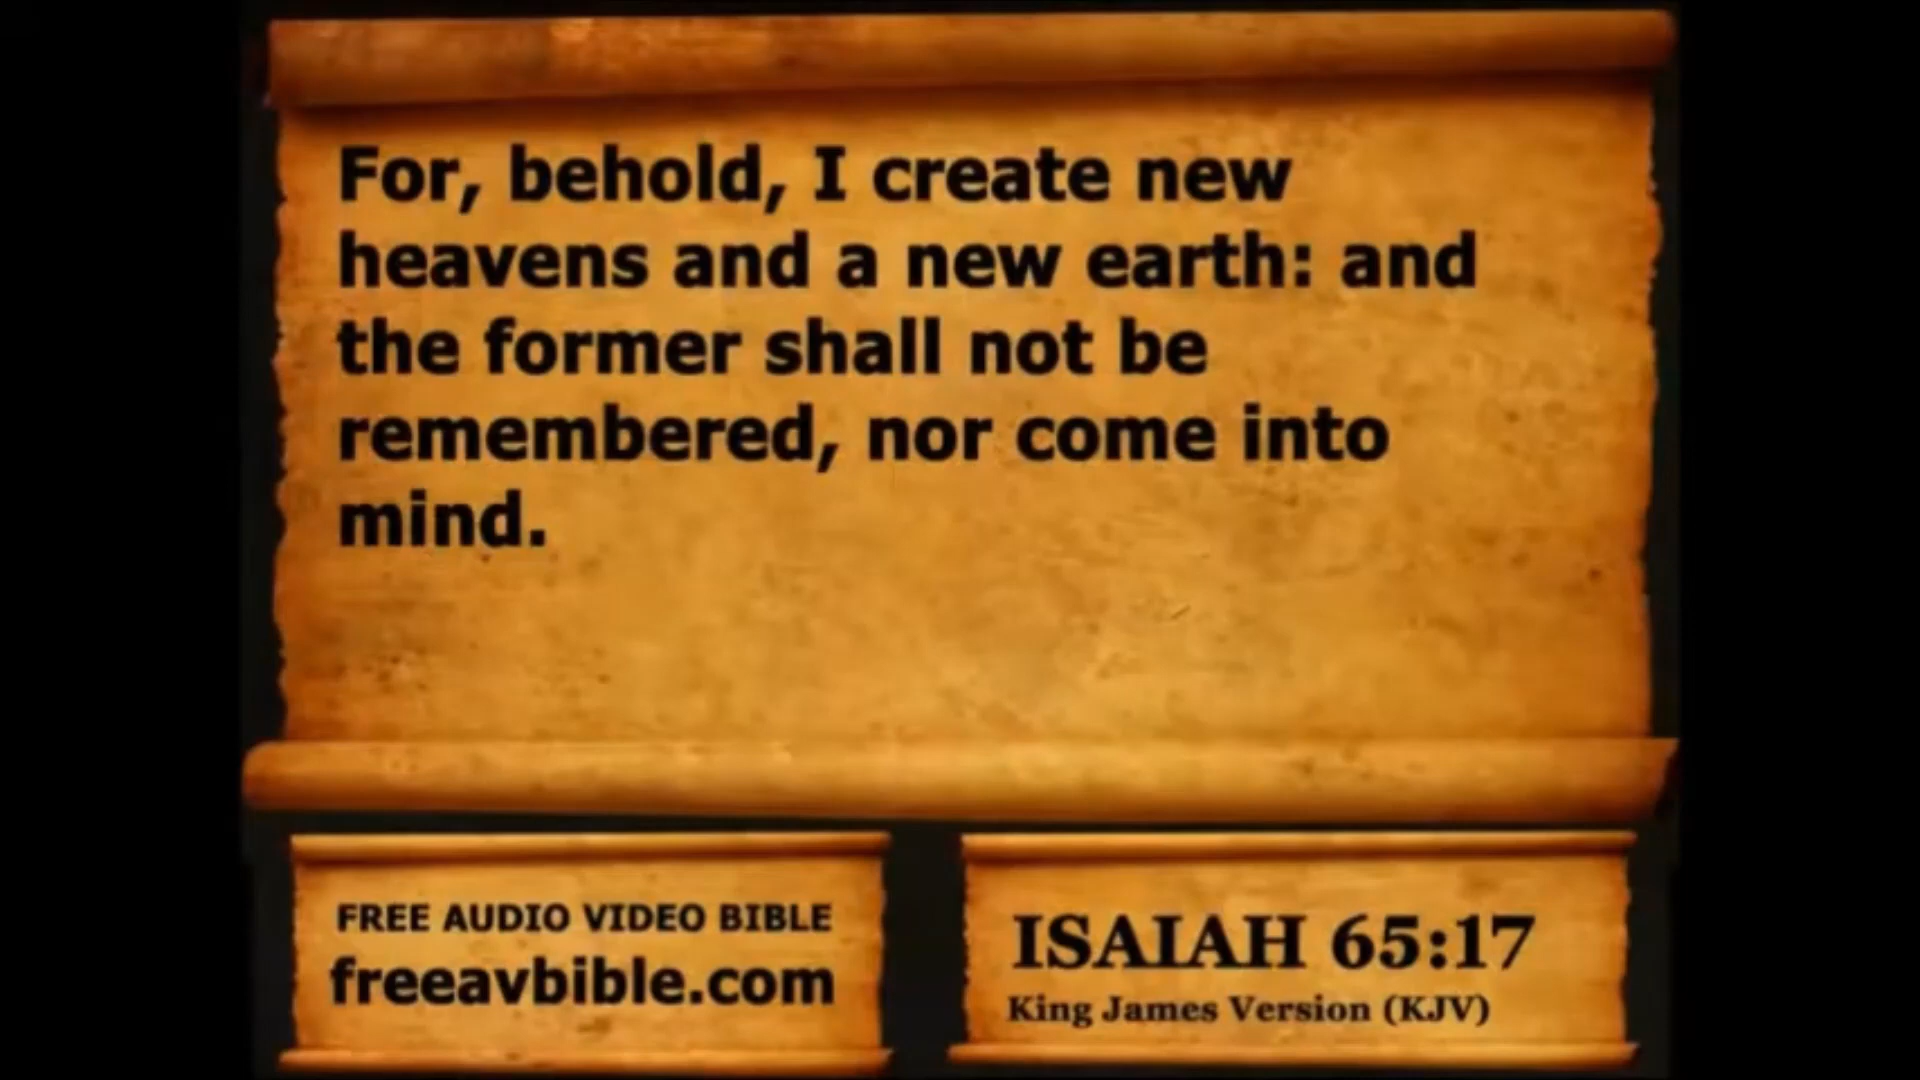 For, behold, I create new
heavens and a new earth: and
the former shall not be
remembered, nor come into
mind.
FREE AUDIO VIDEO BIBLE
freeavbible.com
ISAIAH 65:17
King James Version (KJV)